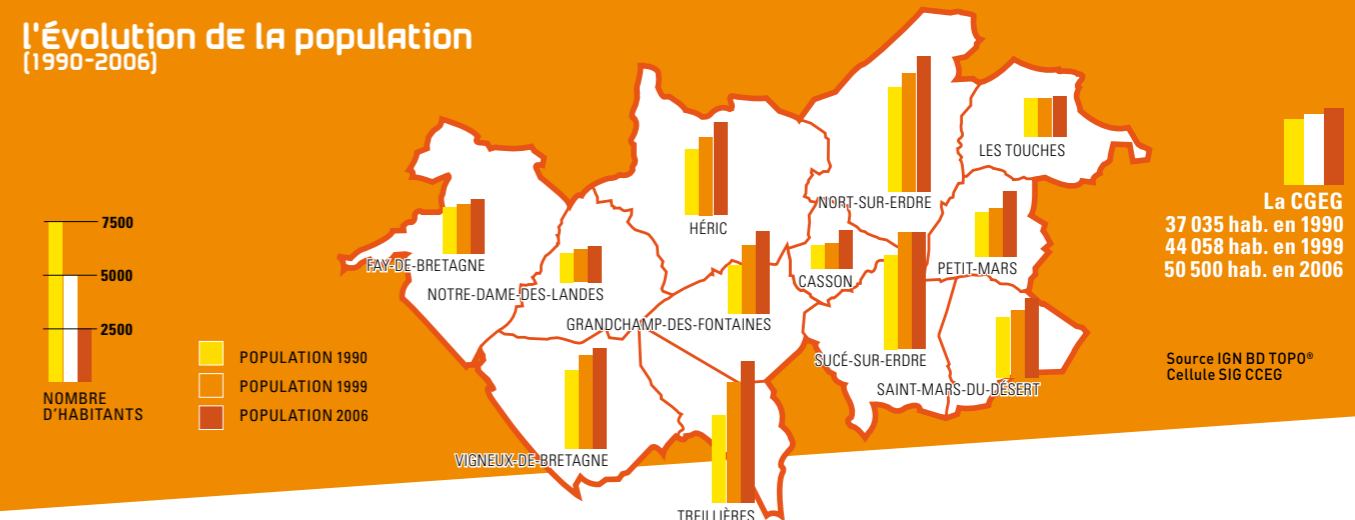 l'Évolution de la population
(1990-2006)
7500
5000
2500
NOMBRE
D'HABITANTS
POPULATION 1990
POPULATION 1999
POPULATION 2006
FAY-DE-BRETAGNE
NOTRE-DAME-DES-LANDES
HÉRIC
GRANDCHAMP-DES-FONTAINES
VIGNEUX-DE-BRETAGNE
TREILLIÈRES
NORT-SUR-ERDRE
LES TOUCHES
CASSON
PETIT-MARS
SUCÉ-SUR-ERDRE
SAINT-MARS-DU-DÉSERT
La CGEG
37 035 hab. en 1990
44 058 hab. en 1999
50 500 hab. en 2006
Source IGN BD TOPO®
Cellule SIG CCEG